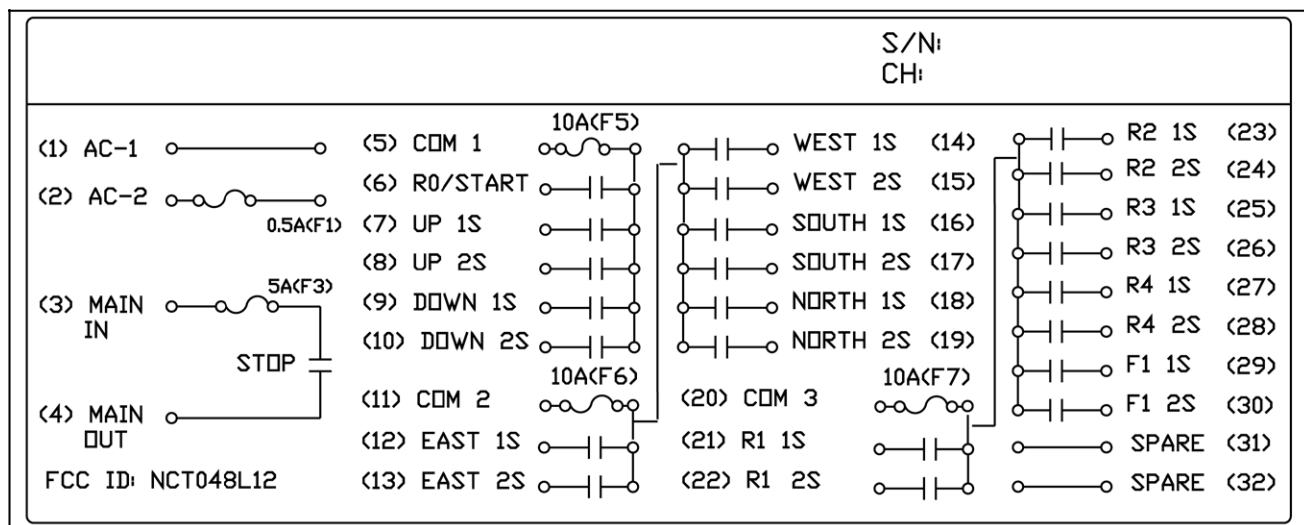 S/N:
CH:
(1) AC-1
(2) AC-2
0.5A(F1)
(3) MAIN
IN
5A(F3)
STOP
(4) MAIN
OUT
FCC ID: NCT048L12
(5) COM 1
10A(F5)
(6) R0/START
(7) UP 1S
(8) UP 2S
(9) DOWN 1S
(10) DOWN 2S
(11) COM 2
10A(F6)
(12) EAST 1S
(13) EAST 2S
WEST 1S (14)
WEST 2S (15)
SOUTH 1S (16)
SOUTH 2S (17)
NORTH 1S (18)
NORTH 2S (19)
(20) COM 3
10A(F7)
(21) R1 1S
(22) R1 2S
R2 1S (23)
R2 2S (24)
R3 1S (25)
R3 2S (26)
R4 1S (27)
R4 2S (28)
F1 1S (29)
F1 2S (30)
SPARE (31)
SPARE (32)